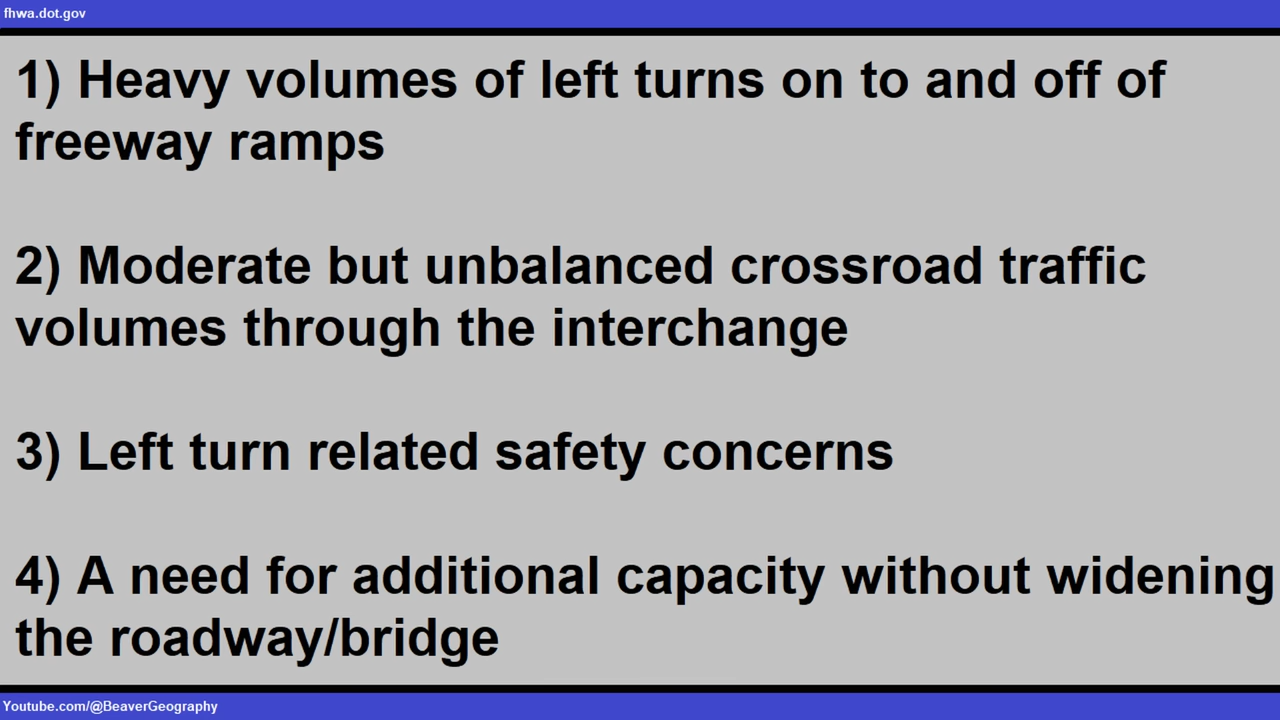 fhwa.dot.gov
1) Heavy volumes of left turns on to and off of
freeway ramps
2) Moderate but unbalanced crossroad traffic
volumes through the interchange
3) Left turn related safety concerns
4) A need for additional capacity without widening
the roadway/bridge
Youtube.com/@BeaverGeography